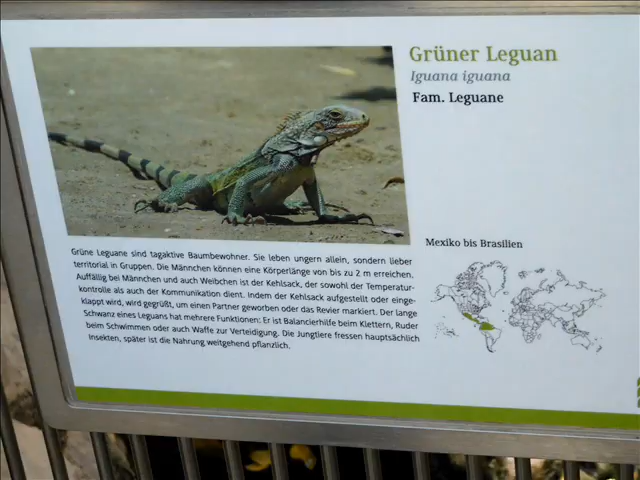 Grüner Leguan
Iguana iguana
Fam. Leguane
Mexiko bis Brasilien
Grüne Leguane sind tagaktive Baumbewohner. Sie leben ungern allein, sondern lieber
territorial in Gruppen. Die Männchen können eine Körperlänge von bis zu 2 m erreichen.
Auffällig bei Männchen und auch Weibchen ist der Kehlsack, der sowohl der Temperatur-
kontrolle als auch der Kommunikation dient. Indem der Kehlsack aufgestellt oder einge-
klappt wird, wird gegrüßt, um einen Partner geworben oder das Revier markiert. Der lange
Schwanz eines Leguans hat mehrere Funktionen: Er ist Balancierhilfe beim Klettern, Ruder
beim Schwimmen oder auch Waffe zur Verteidigung. Die Jungtiere fressen hauptsächlich
Insekten, später ist die Nahrung weitgehend pflanzlich.